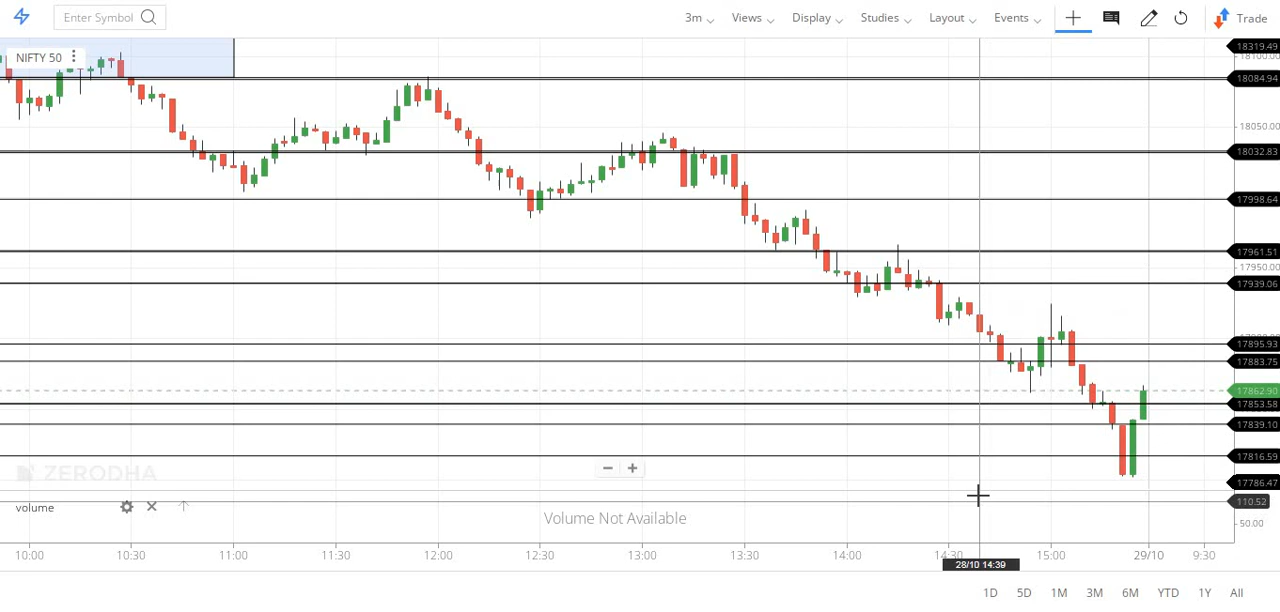 Enter Symbol
3m Views Display Studies Layout Events Trade
NIFTY 50
18319.49
18100.00
18084.94
18050.00
18032.83
17998.64
17961.51
17950.00
17939.06
17895.93
17883.75
17862.90
17853.58
17839.10
17816.59
17786.47
ZERODHA
110.52
volume
Volume Not Available
50.00
10:00 10:30 11:00 11:30 12:00 12:30 13:00 13:30 14:00 14:30 15:00 29/10 9:30
28/10 14:39
1D 5D 1M 3M 6M YTD 1Y All